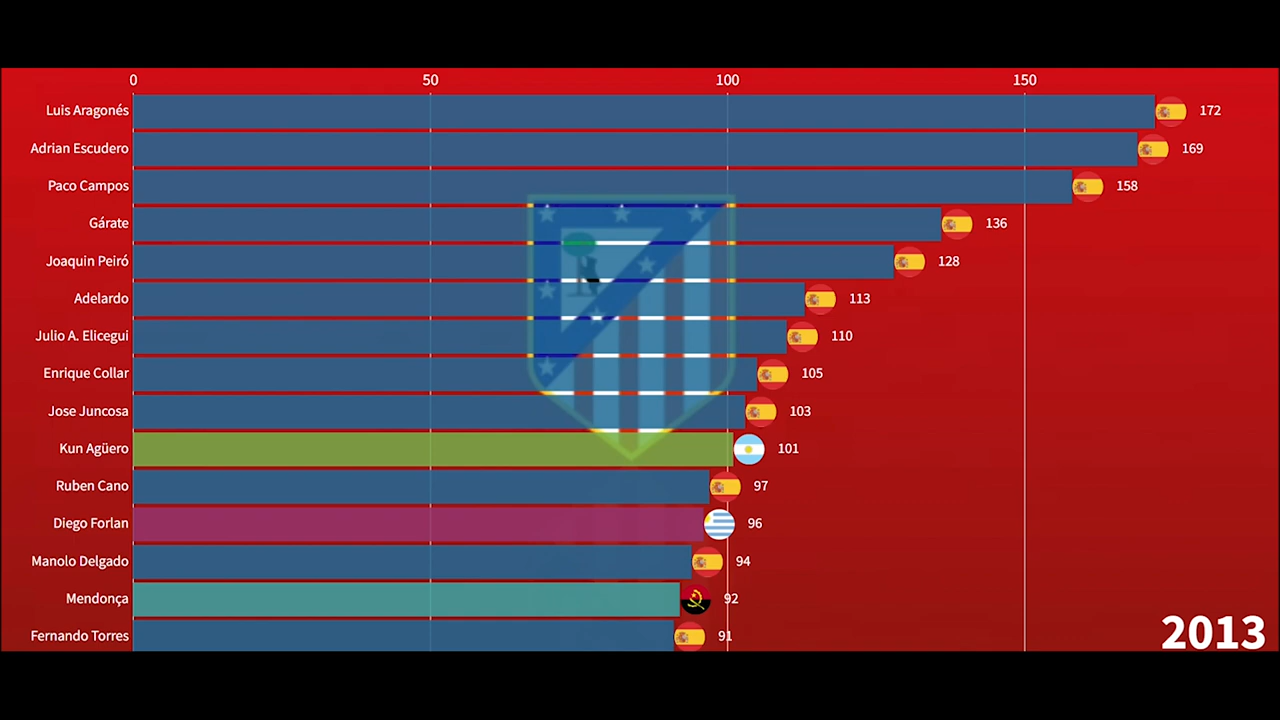 0 50 100 150
Luis Aragonés 172
Adrian Escudero 169
Paco Campos 158
Gárate 136
Joaquin Peiró 128
Adelardo 113
Julio A. Elicegui 110
Enrique Collar 105
Jose Juncosa 103
Kun Agüero 101
Ruben Cano 97
Diego Forlan 96
Manolo Delgado 94
Mendonça 92
Fernando Torres 91
2013